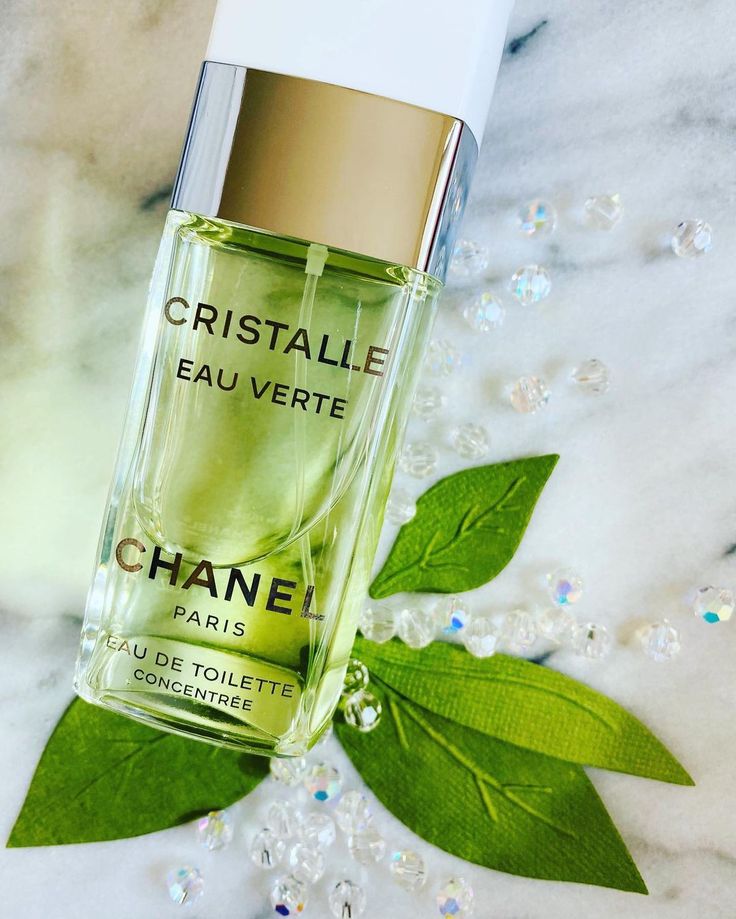 CRISTALLE
EAU VERTE
CHANEL
PARIS
EAU DE TOILETTE
CONCENTRÉE